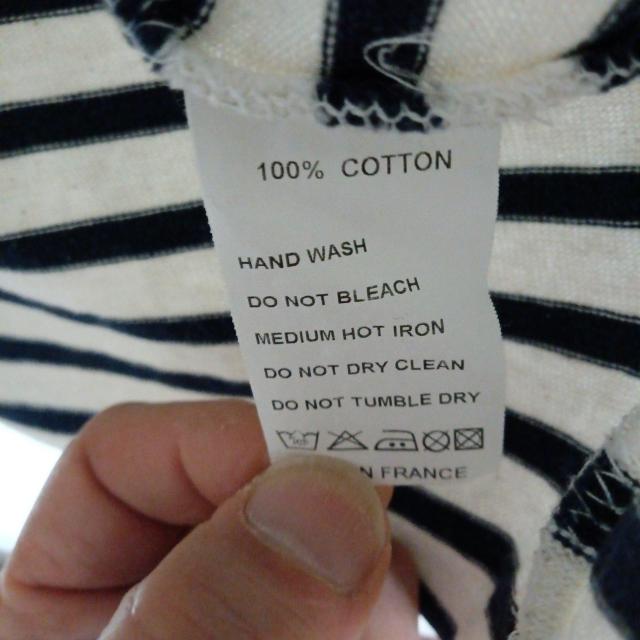 100% COTTON
HAND WASH
DO NOT BLEACH
MEDIUM HOT IRON
DO NOT DRY CLEAN
DO NOT TUMBLE DRY
FRANCE